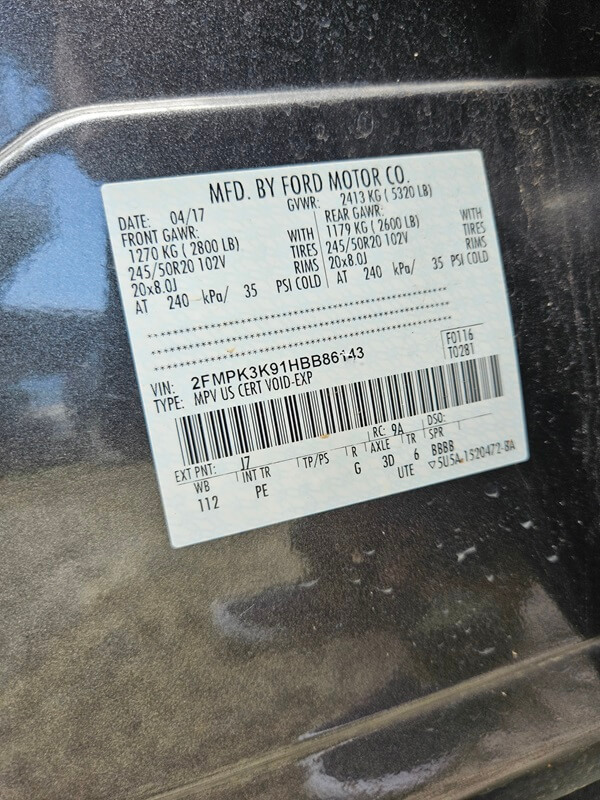 MFD. BY FORD MOTOR CO.
DATE: 04/17 GVWR: 2413 KG ( 5320 LB)
FRONT GAWR: REAR GAWR:
1270 KG ( 2800 LB) WITH 1179 KG ( 2600 LB) WITH
245/50R20 102V TIRES 245/50R20 102V TIRES
20x8.0J RIMS 20x8.0J RIMS
AT 240 kPa/ 35 PSI COLD AT 240 kPa/ 35 PSI COLD
F0116
T0281
VIN: 2FMPK3K91HBB86143
TYPE: MPV US CERT VOID-EXP
EXT PNT: J7 RC: 9A DSO:
WB INT TR TP/PS R AXLE TR SPR
112 PE G 3D 6 BBBB
UTE ▽5U5A.1520472-BA